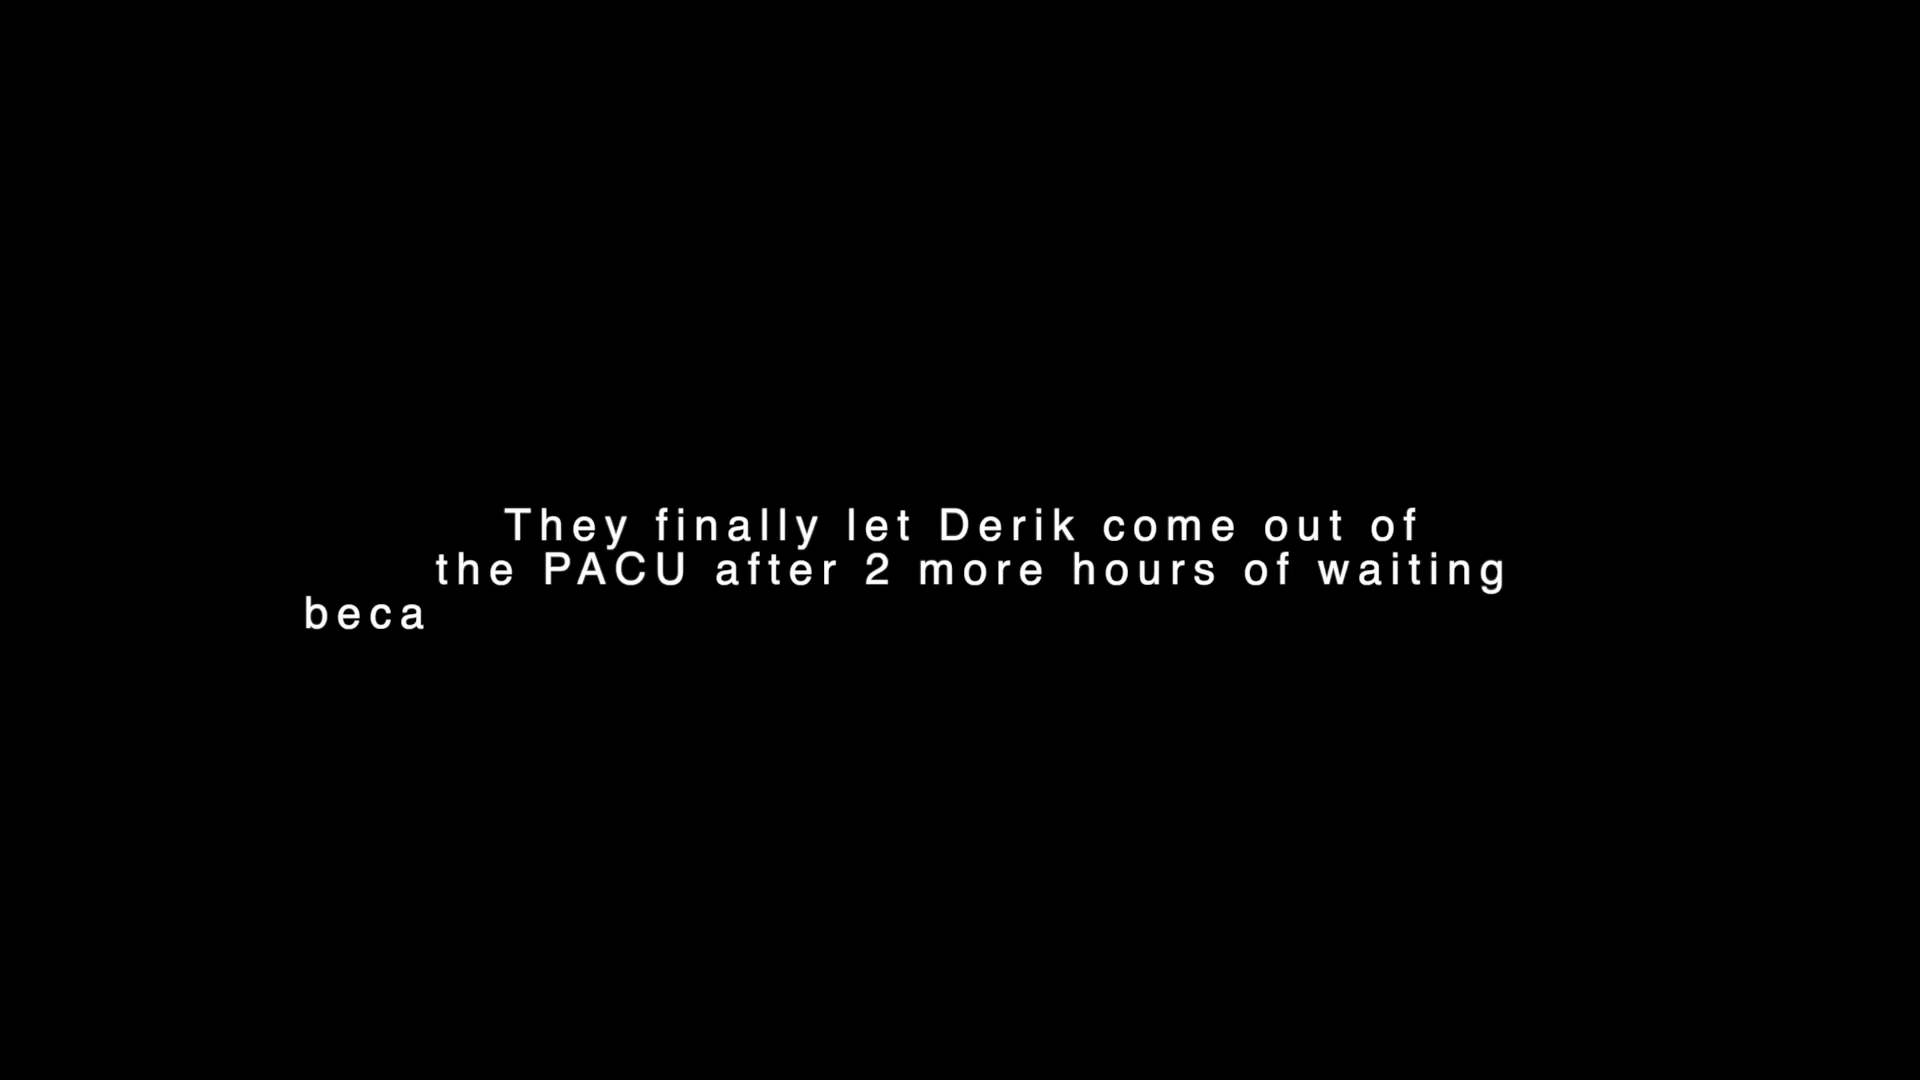 They finally let Derik come out of
the PACU after 2 more hours of waiting
beca